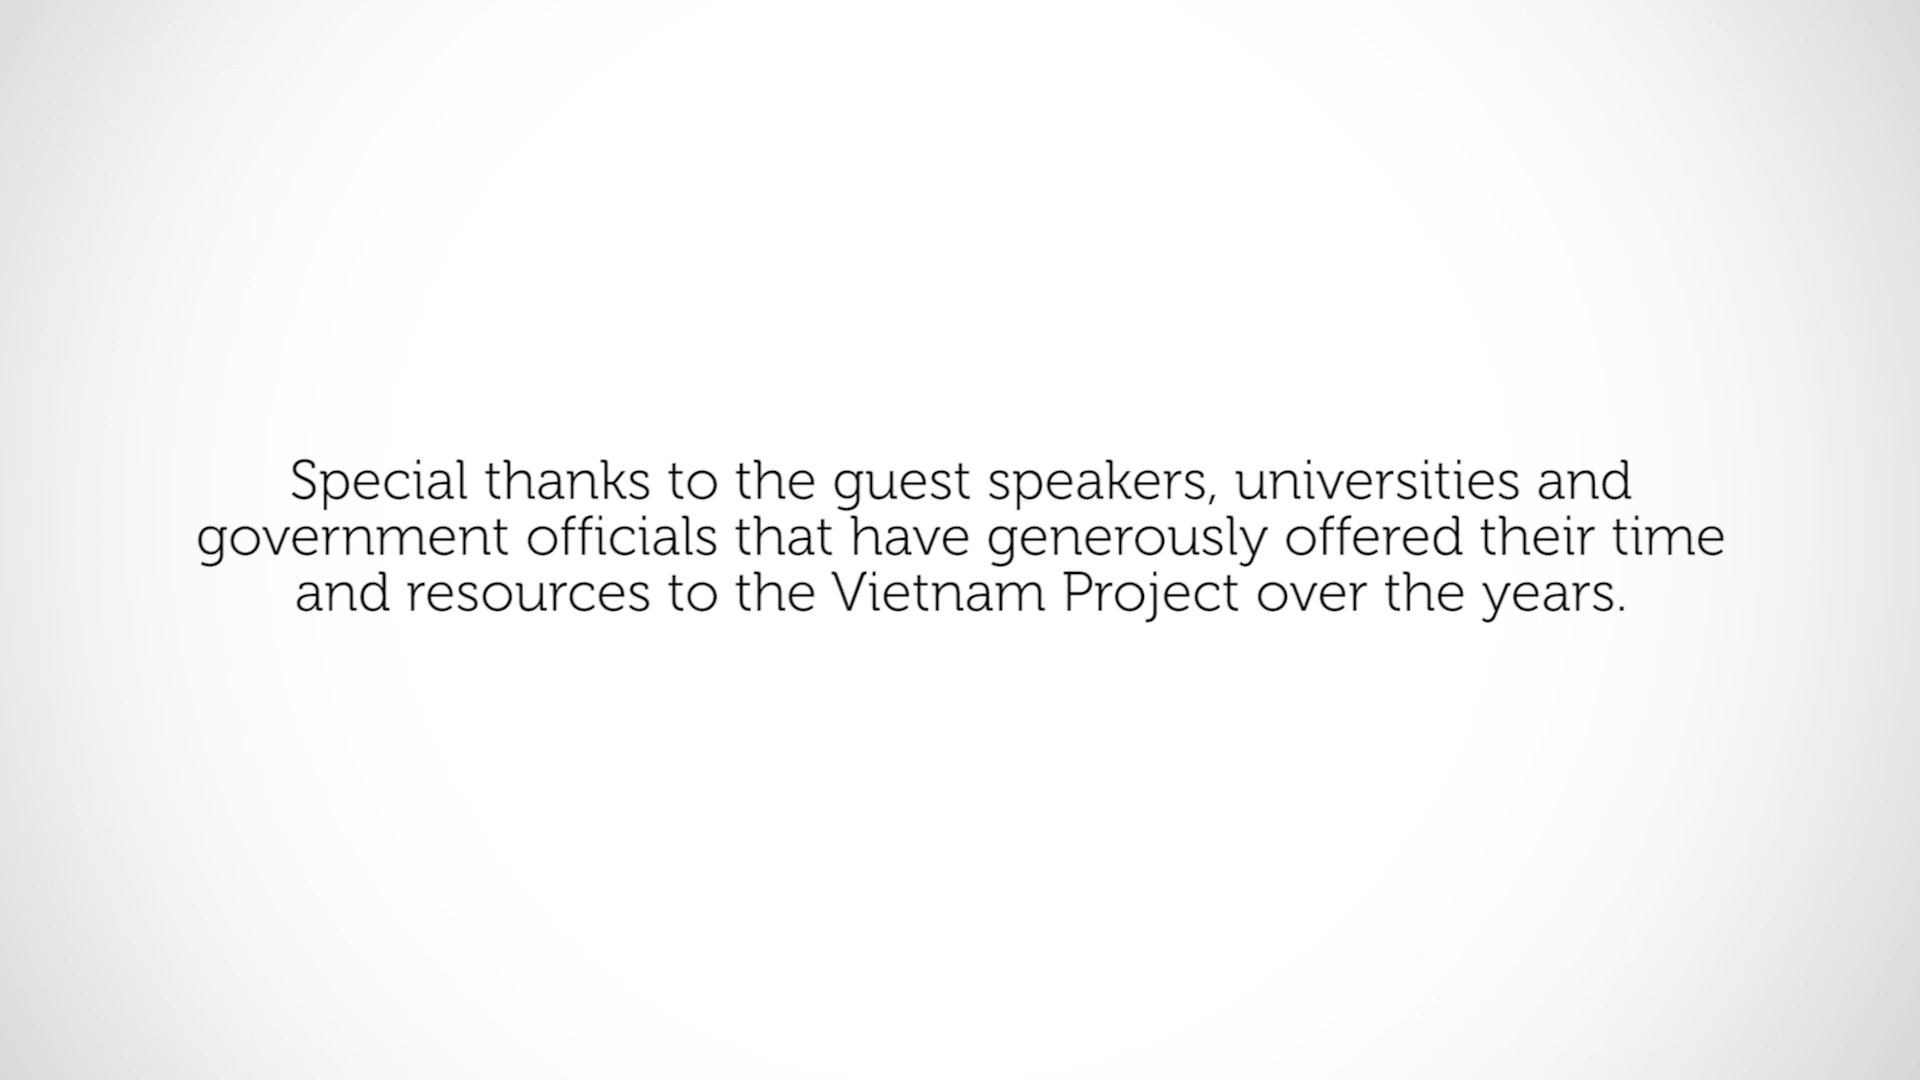 Special thanks to the guest speakers, universities and
government officials that have generously offered their time
and resources to the Vietnam Project over the years.